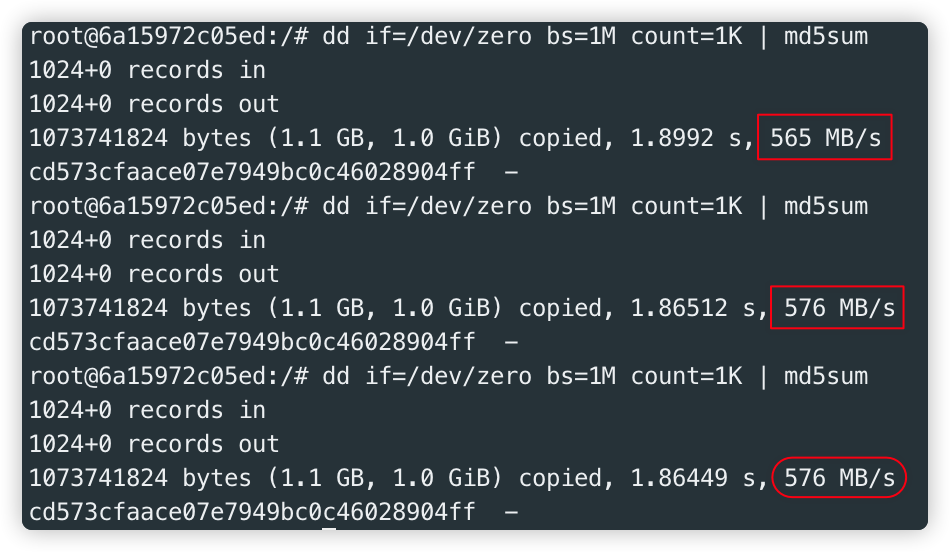 root@6a15972c05ed:/# dd if=/dev/zero bs=1M count=1K | md5sum
1024+0 records in
1024+0 records out
1073741824 bytes (1.1 GB, 1.0 GiB) copied, 1.8992 s, 565 MB/s
cd573cfaace07e7949bc0c46028904ff  -
root@6a15972c05ed:/# dd if=/dev/zero bs=1M count=1K | md5sum
1024+0 records in
1024+0 records out
1073741824 bytes (1.1 GB, 1.0 GiB) copied, 1.86512 s, 576 MB/s
cd573cfaace07e7949bc0c46028904ff  -
root@6a15972c05ed:/# dd if=/dev/zero bs=1M count=1K | md5sum
1024+0 records in
1024+0 records out
1073741824 bytes (1.1 GB, 1.0 GiB) copied, 1.86449 s, 576 MB/s
cd573cfaace07e7949bc0c46028904ff  -